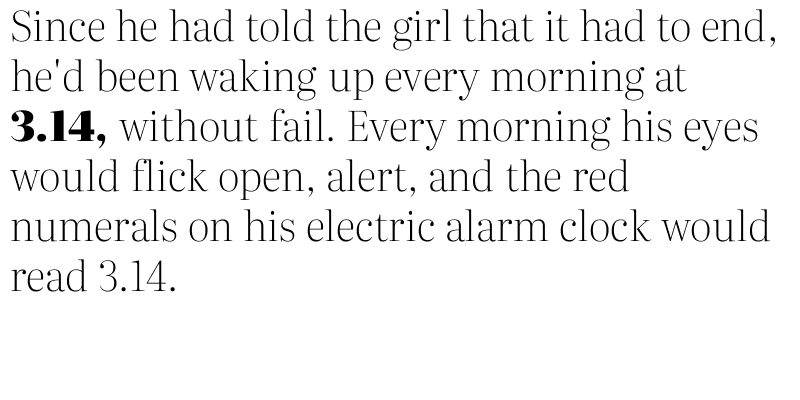 Since he had told the girl that it had to end,
he'd been waking up every morning at
3.14, without fail. Every morning his eyes
would flick open, alert, and the red
numerals on his electric alarm clock would
read 3.14.